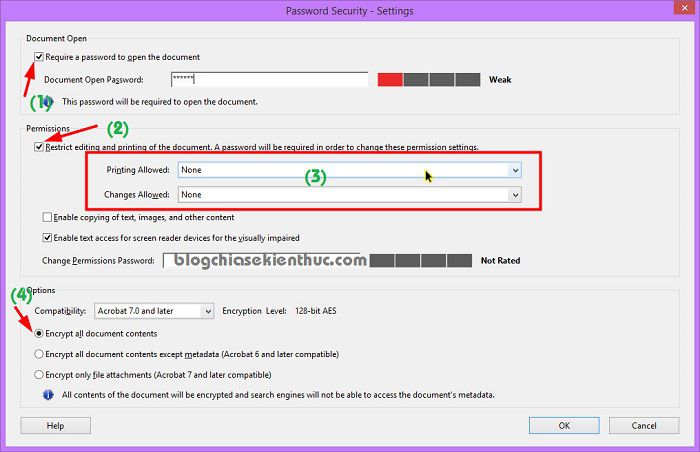 Password Security - Settings
Document Open
Require a password to open the document
Document Open Password: ****** Weak
(1) This password will be required to open the document.
(2)
Permissions
Restrict editing and printing of the document. A password will be required in order to change these permission settings.
Printing Allowed: None
(3)
Changes Allowed: None
Enable copying of text, images, and other content
Enable text access for screen reader devices for the visually impaired
Change Permissions Password: blogchiasekienthuc.com Not Rated
(4) Options
Compatibility: Acrobat 7.0 and later Encryption Level: 128-bit AES
Encrypt all document contents
Encrypt all document contents except metadata (Acrobat 6 and later compatible)
Encrypt only file attachments (Acrobat 7 and later compatible)
All contents of the document will be encrypted and search engines will not be able to access the document's metadata.
Help OK Cancel